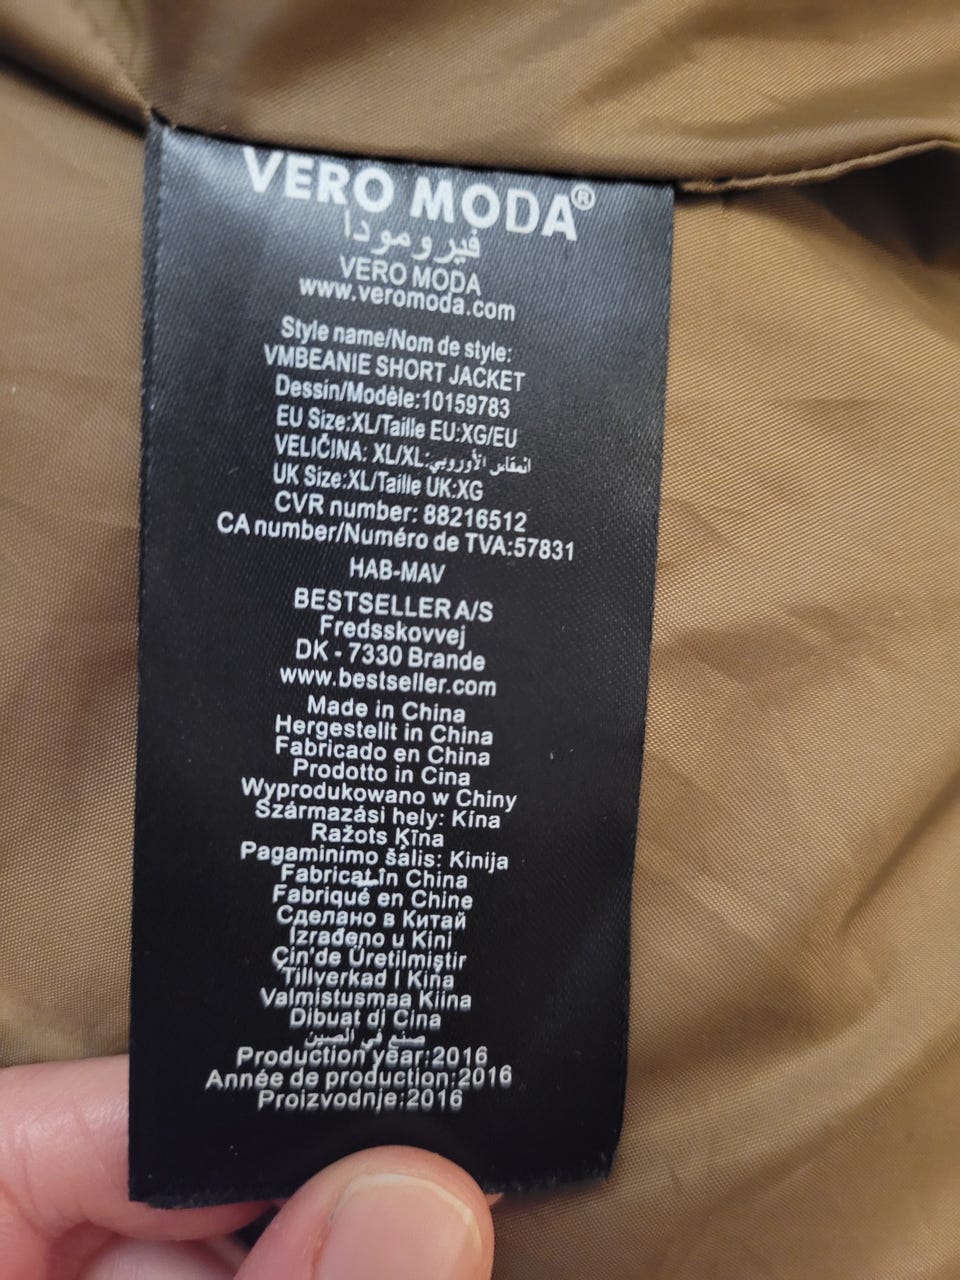 VERO MODA®
فيرومودا
VERO MODA
www.veromoda.com
Style name/Nom de style:
VMBEANIE SHORT JACKET
Dessin/Modèle:10159783
EU Size:XL/Taille EU:XG/EU
VELIČINA: XL/XL:المقاس الأوروبي
UK Size:XL/Taille UK:XG
CVR number: 88216512
CA number/Numéro de TVA:57831
HAB-MAV
BESTSELLER A/S
Fredsskovvej
DK - 7330 Brande
www.bestseller.com
Made in China
Hergestellt in China
Fabricado en China
Prodotto in Cina
Wyprodukowano w Chiny
Származási hely: Kína
Ražots Ķīna
Pagaminimo šalis: Kinija
Fabricat în China
Fabriqué en Chine
Сделано в Китай
Izrađeno u Kini
Çin'de Üretilmiştir
Tillverkad I Kina
Valmistusmaa Kiina
Dibuat di Cina
صنع في الصين
Production year:2016
Année de production:2016
Proizvodnje:2016